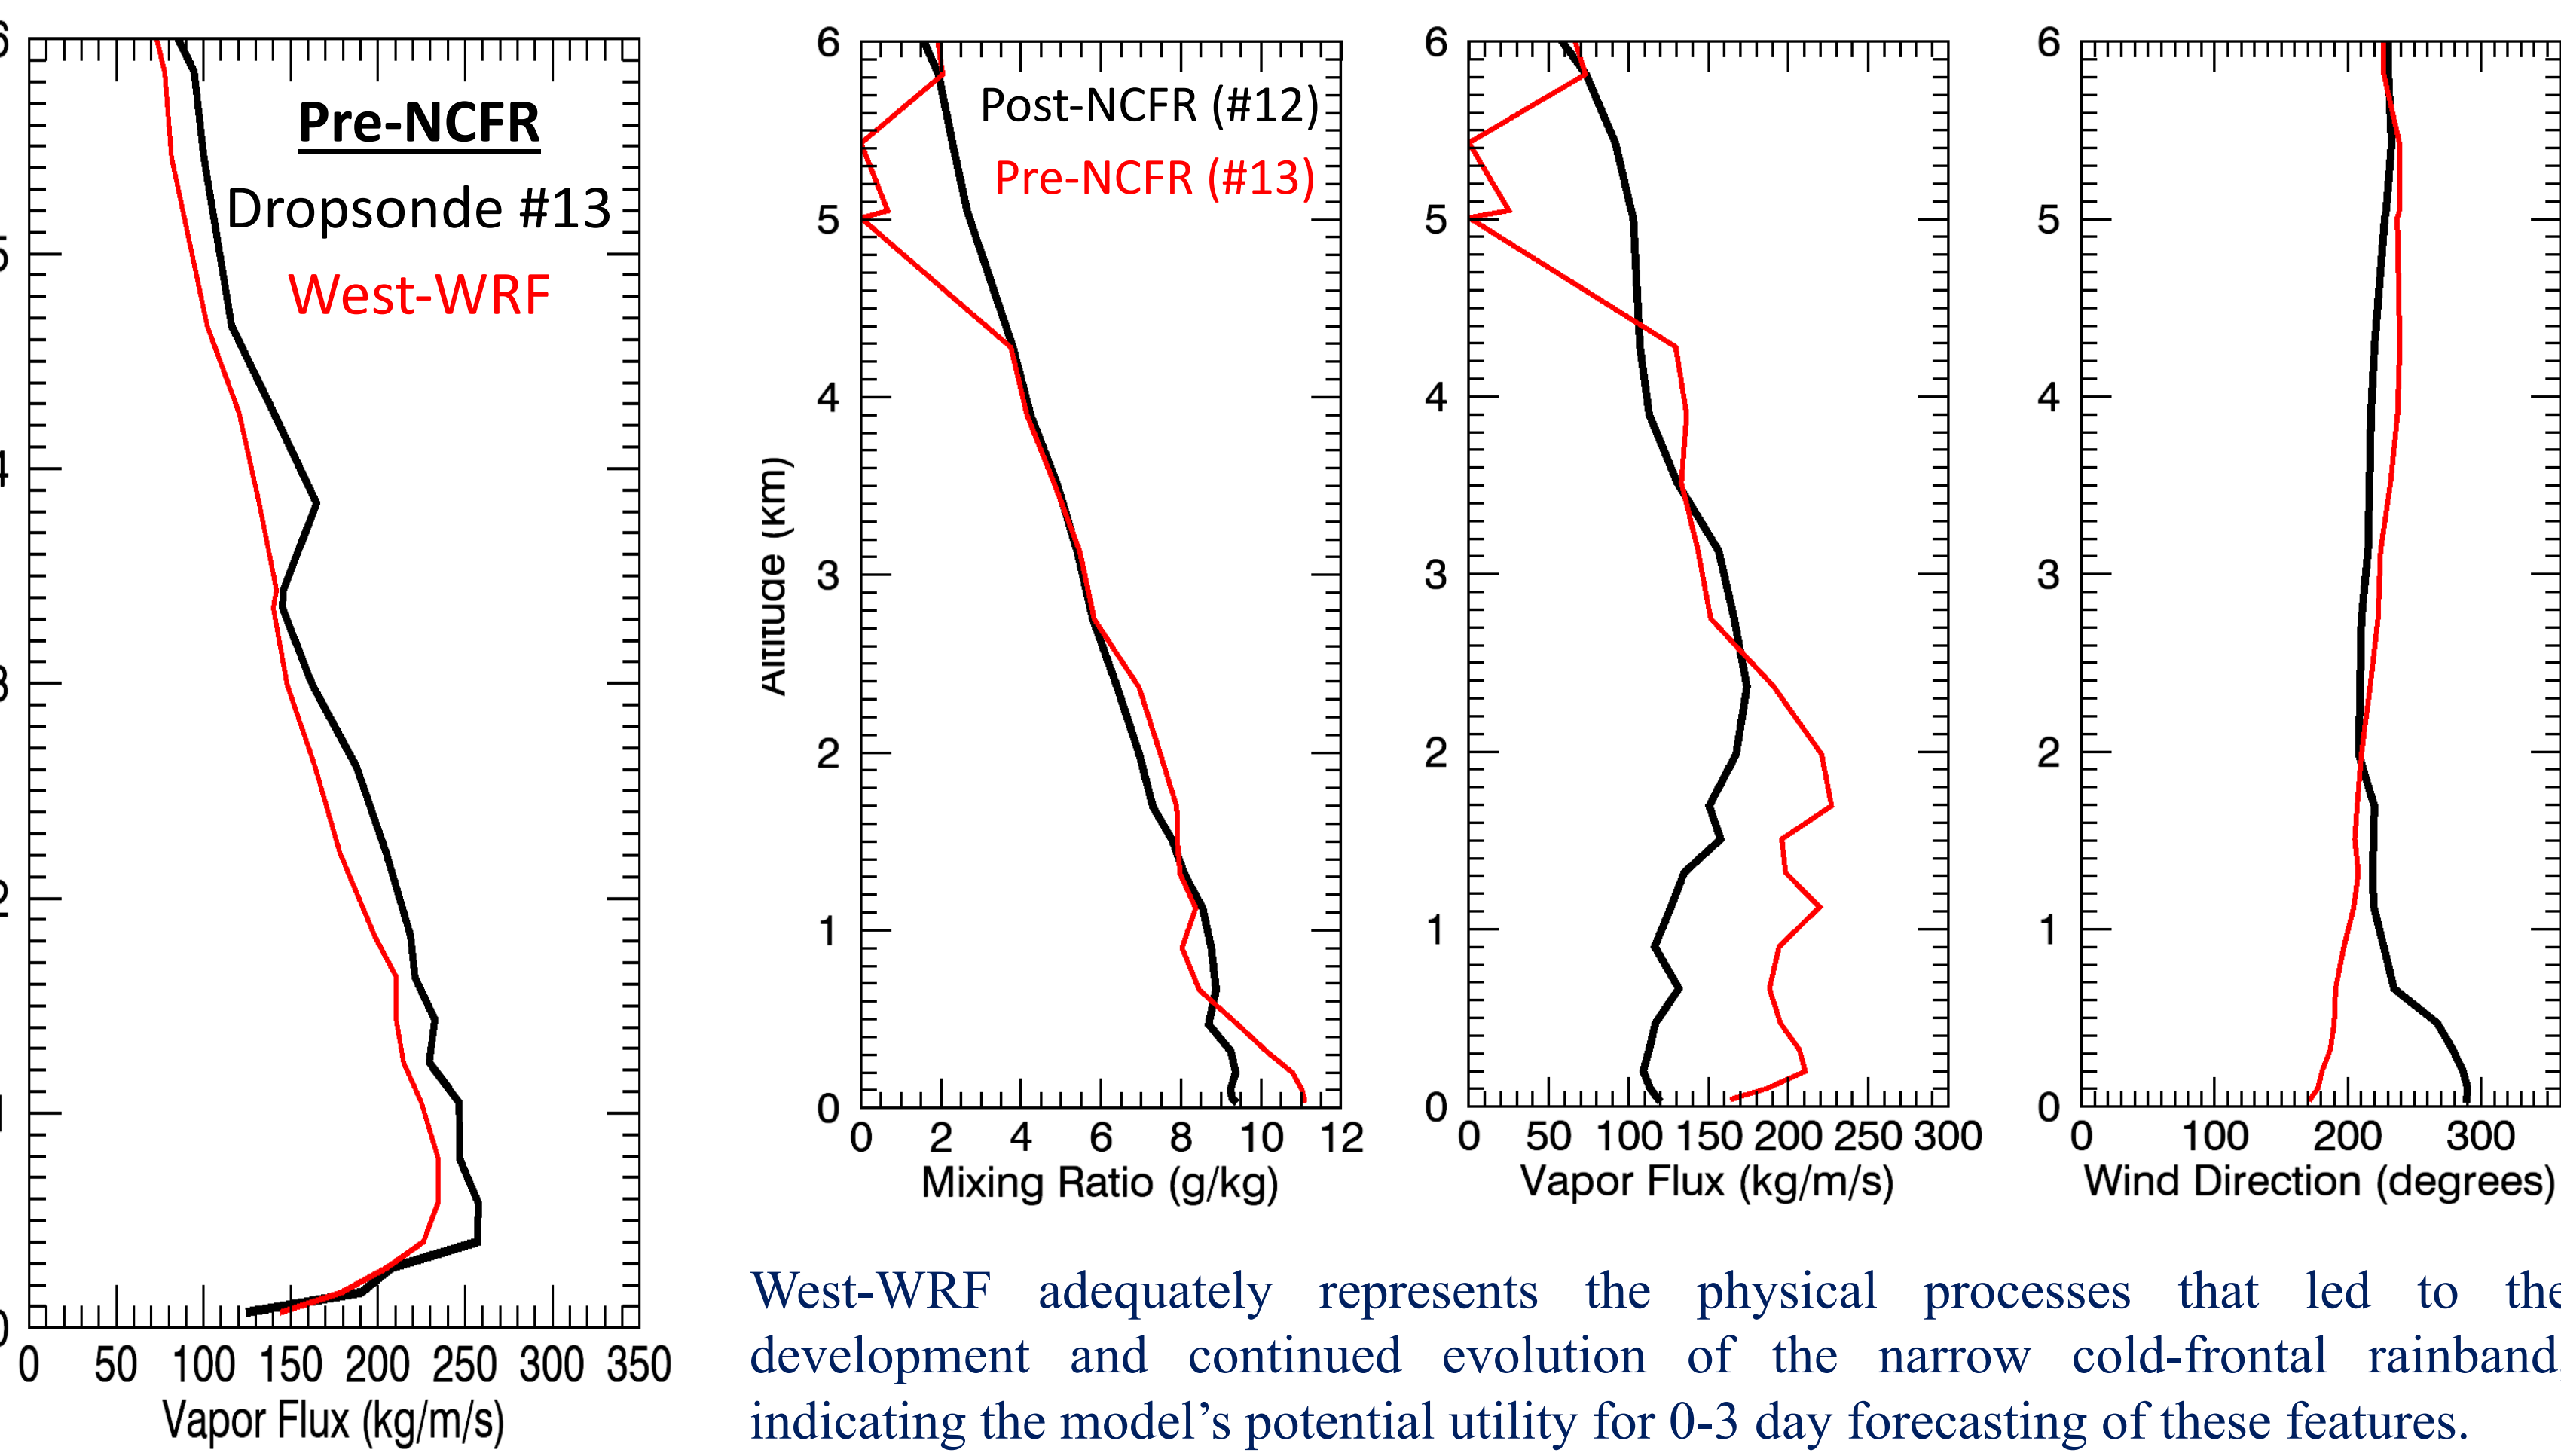 Pre-NCFR
Dropsonde #13
West-WRF
0 50 100 150 200 250 300 350
Vapor Flux (kg/m/s)
6
5
4
3
2
1
0
Altitude (km)
Post-NCFR (#12)
Pre-NCFR (#13)
0 2 4 6 8 10 12
Mixing Ratio (g/kg)
6
5
4
3
2
1
0
0 50 100 150 200 250 300
Vapor Flux (kg/m/s)
6
5
4
3
2
1
0
0 100 200 300
Wind Direction (degrees)
West-WRF adequately represents the physical processes that led to the
development and continued evolution of the narrow cold-frontal rainband,
indicating the model’s potential utility for 0-3 day forecasting of these features.